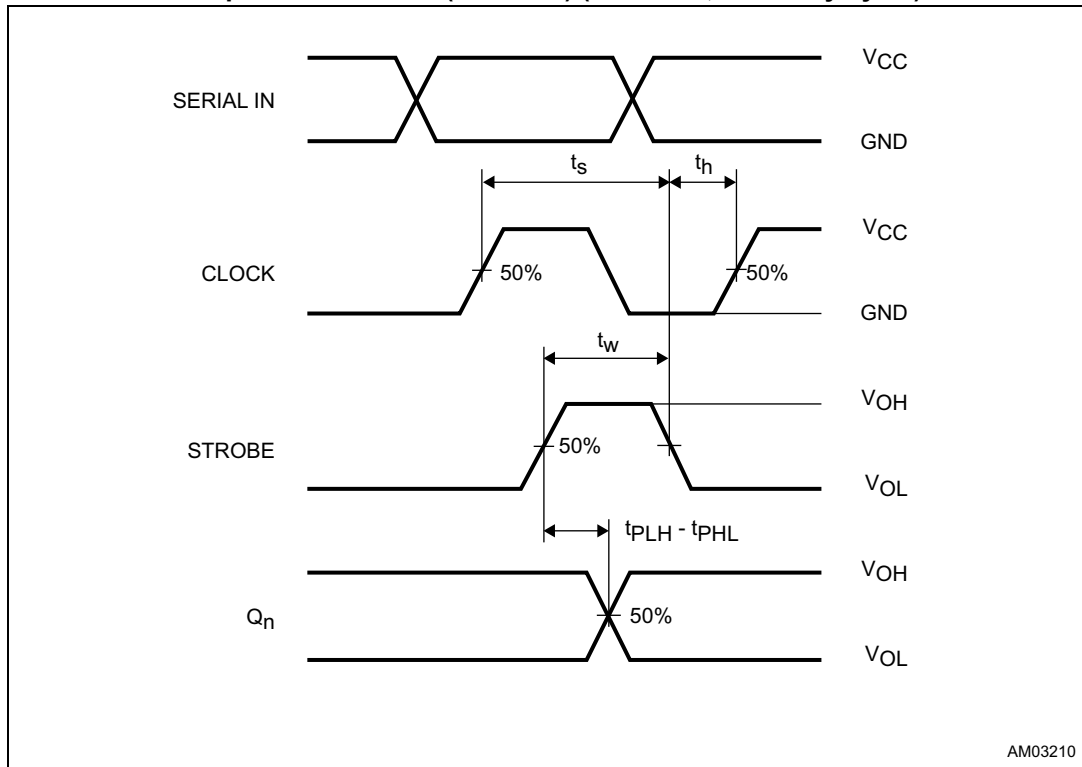 VCC
SERIAL IN
GND
ts
th
VCC
CLOCK
50%
50%
GND
tw
VOH
STROBE
50%
VOL
tPLH - tPHL
VOH
Qn
50%
VOL
AM03210